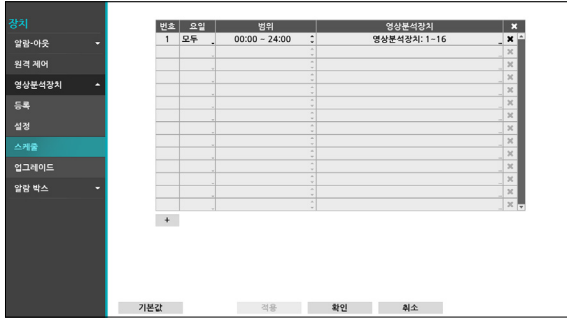 장치
알람-아웃
원격 제어
영상분석장치
등록
설정
스케줄
업그레이드
알람 박스
번호 요일 범위 영상분석장치 ×
1 모두 00:00 – 24:00 영상분석장치: 1–16 ×
×
×
×
×
×
×
×
×
×
×
×
×
+
기본값 적용 확인 취소